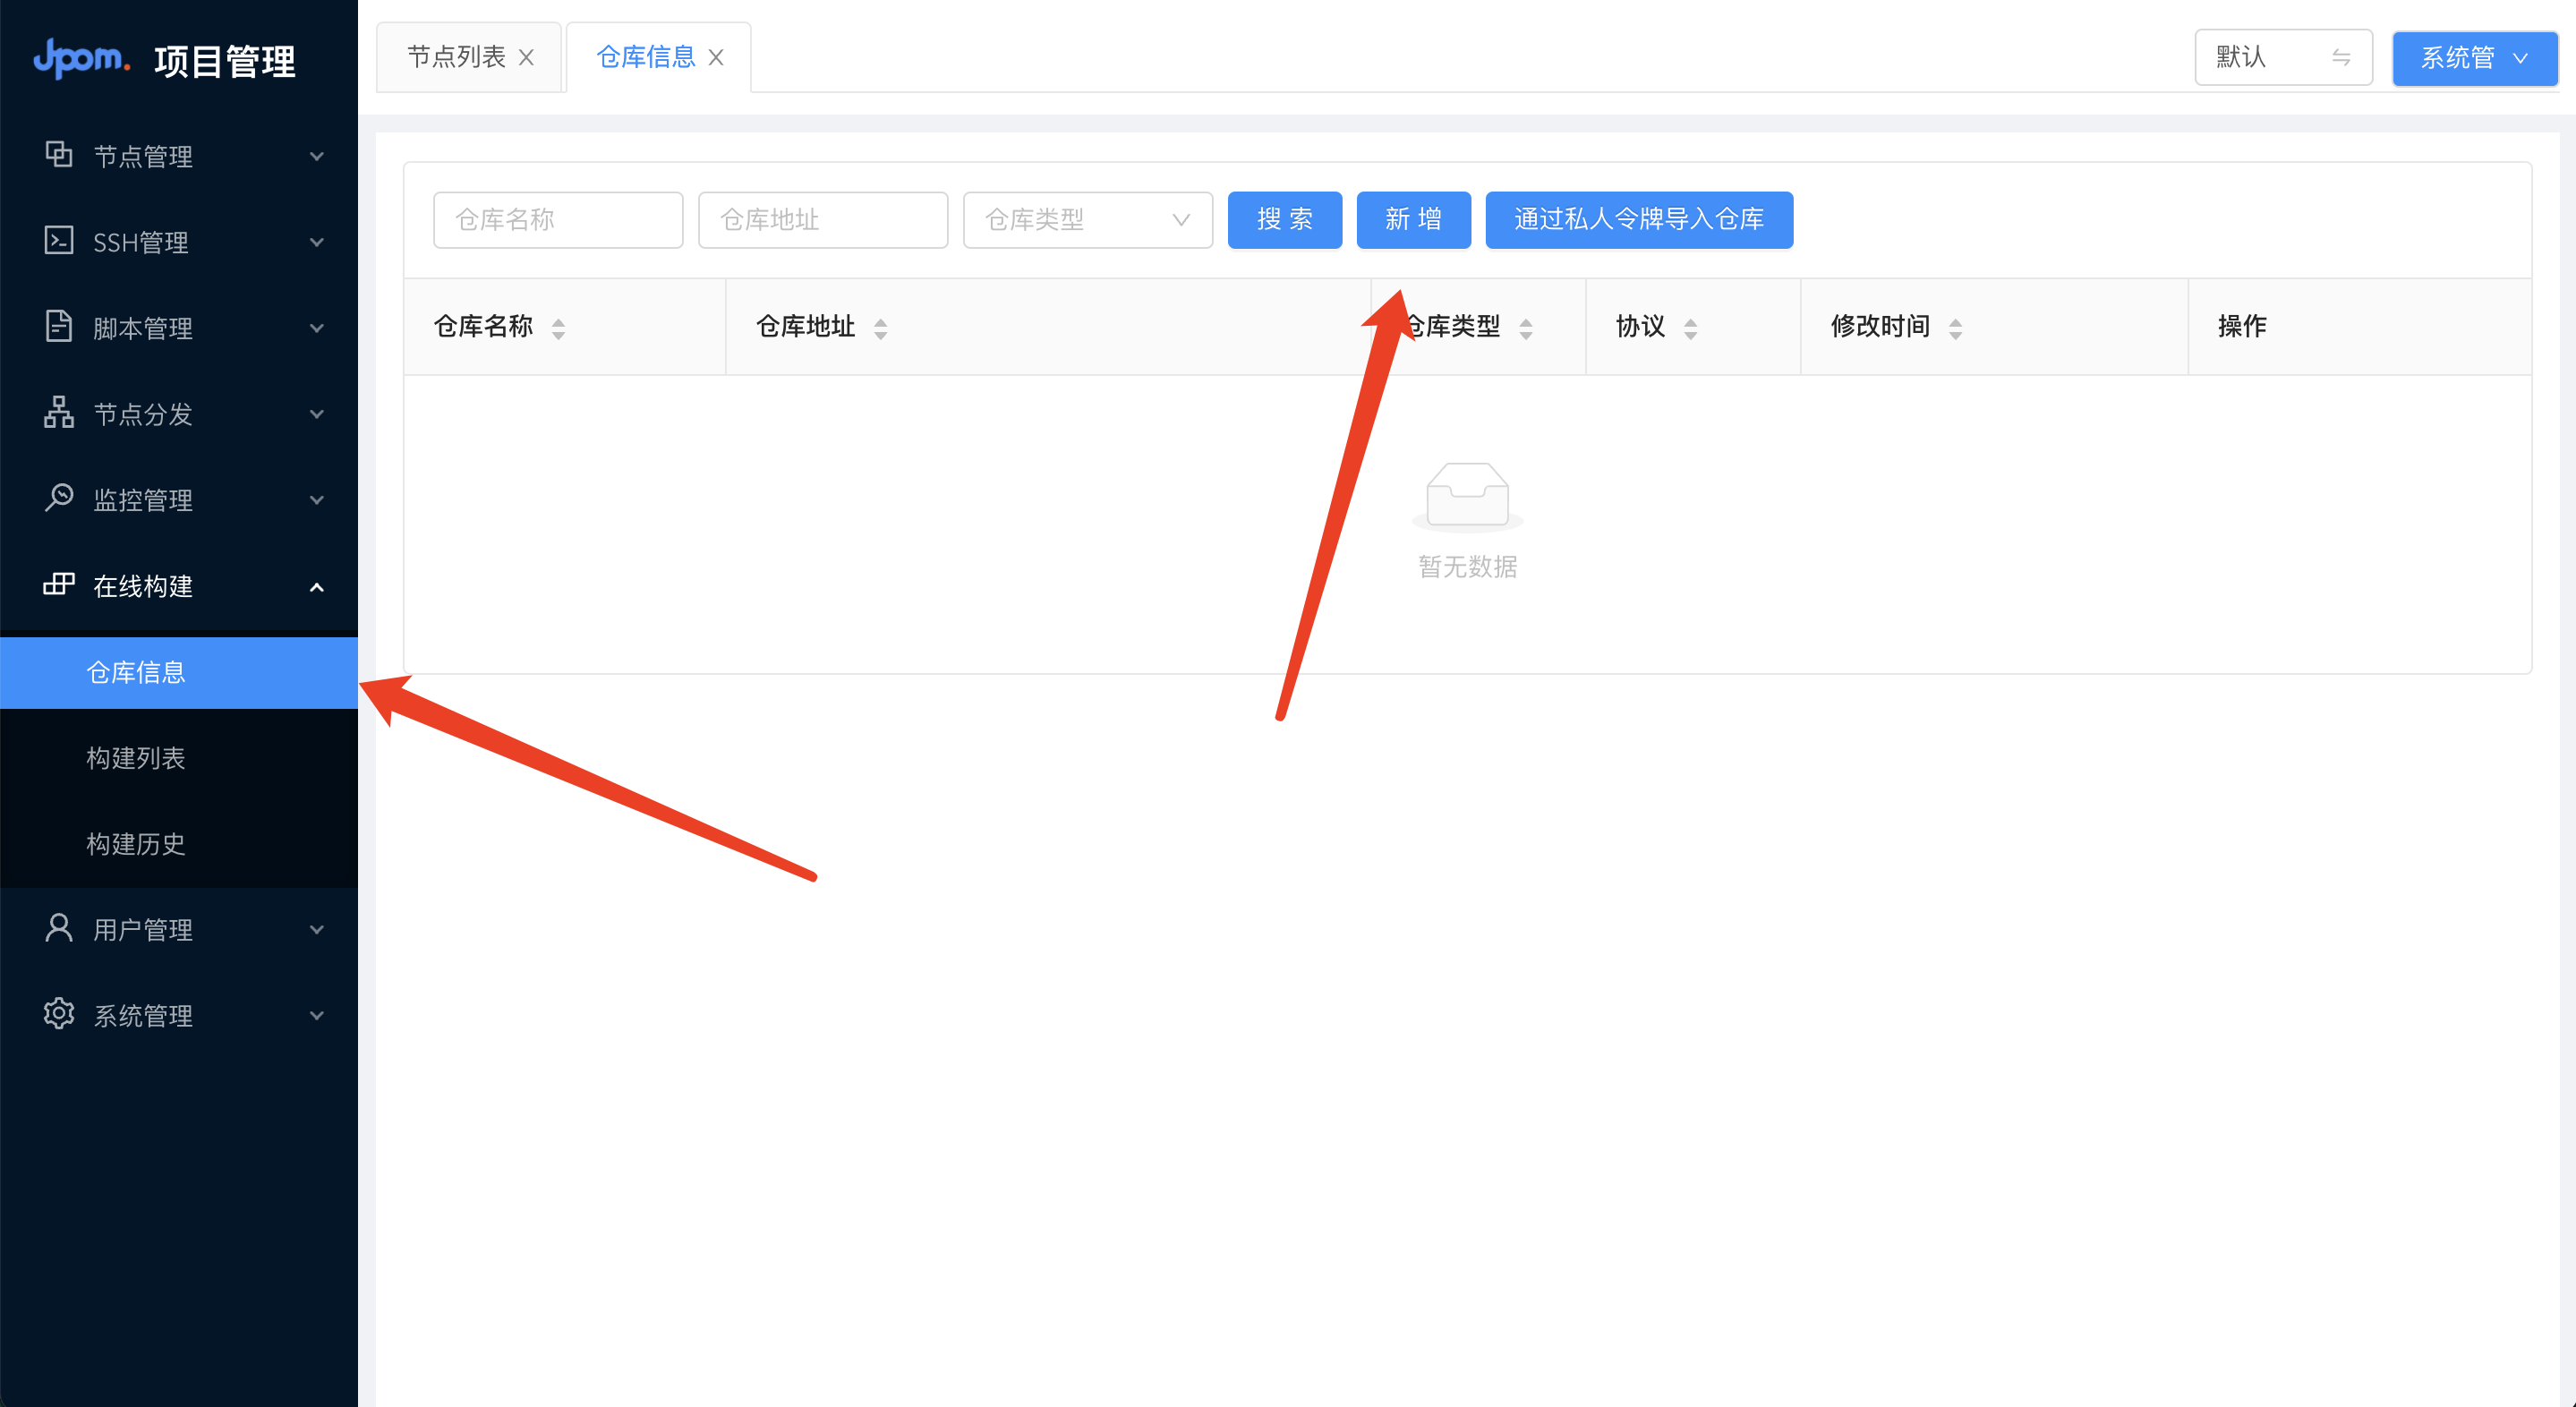 Jpom. 项目管理
节点管理
SSH管理
脚本管理
节点分发
监控管理
在线构建
仓库信息
构建列表
构建历史
用户管理
系统管理
节点列表 仓库信息
默认 系统管
仓库名称 仓库地址 仓库类型 搜 索 新 增 通过私人令牌导入仓库
仓库名称 仓库地址 仓库类型 协议 修改时间 操作
暂无数据